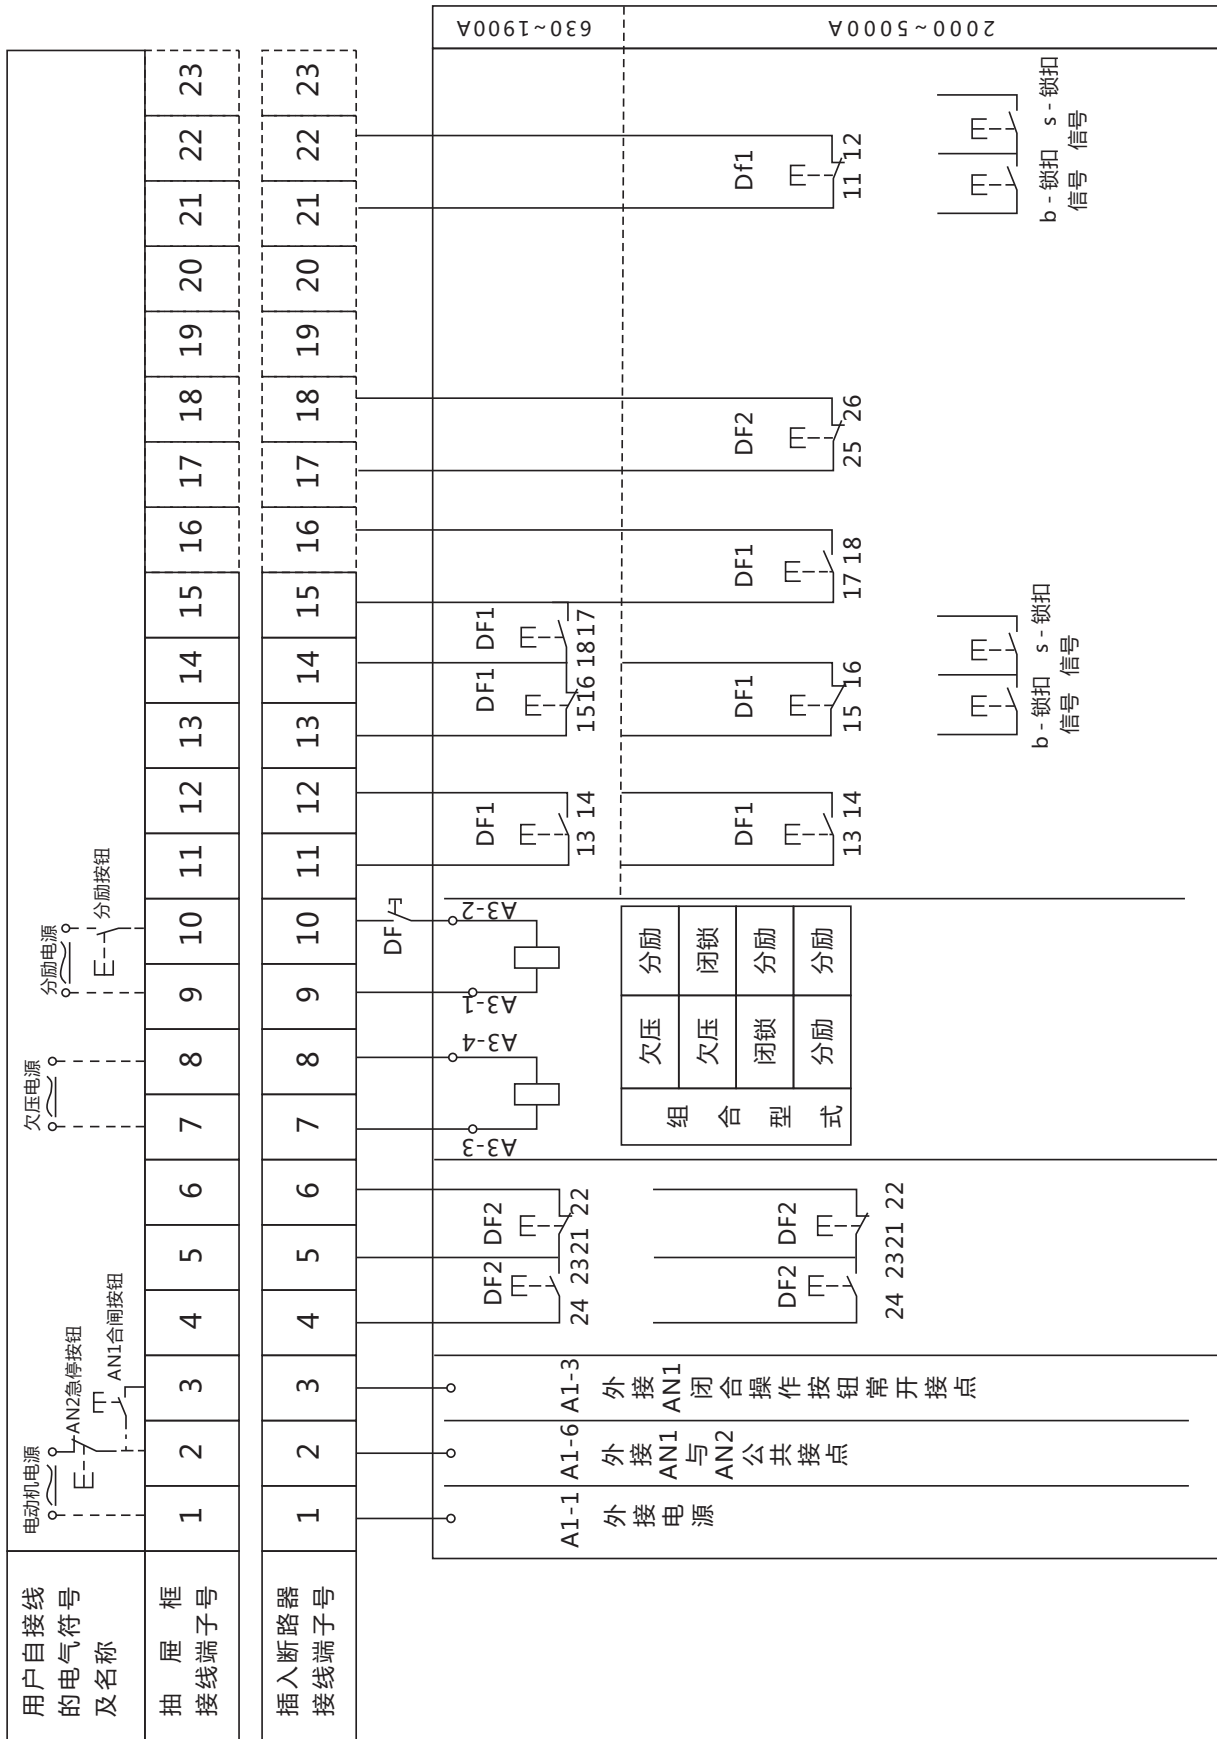 用户自接线
的电气符号
及名称
电动机电源
AN2急停按钮
AN1合闸按钮
欠压电源
分励电源
分励按钮
抽 屉 框
接线端子号
1 2 3 4 5 6 7 8 9 10 11 12 13 14 15 16 17 18 19 20 21 22 23
插入断路器
接线端子号
1 2 3 4 5 6 7 8 9 10 11 12 13 14 15 16 17 18 19 20 21 22 23
630~1900A
2000~5000A
A1-1
外接电源
A1-6
外接AN1与AN2公共接点
A1-3
外接AN1闭合操作按钮常开接点
DF2 DF2
24 23 21 22
DF2 DF2
24 23 21 22
A3-3
A3-4
A3-1
A3-2
DF
组合型式
欠压 分励
欠压 闭锁
闭锁 分励
分励 分励
DF1
13 14
DF1
13 14
DF1 DF1
15 16 18 17
DF1
15 16
DF1
17 18
DF2
25 26
Df1
11 12
b - 锁扣 s - 锁扣
信号 信号
b - 锁扣 s - 锁扣
信号 信号